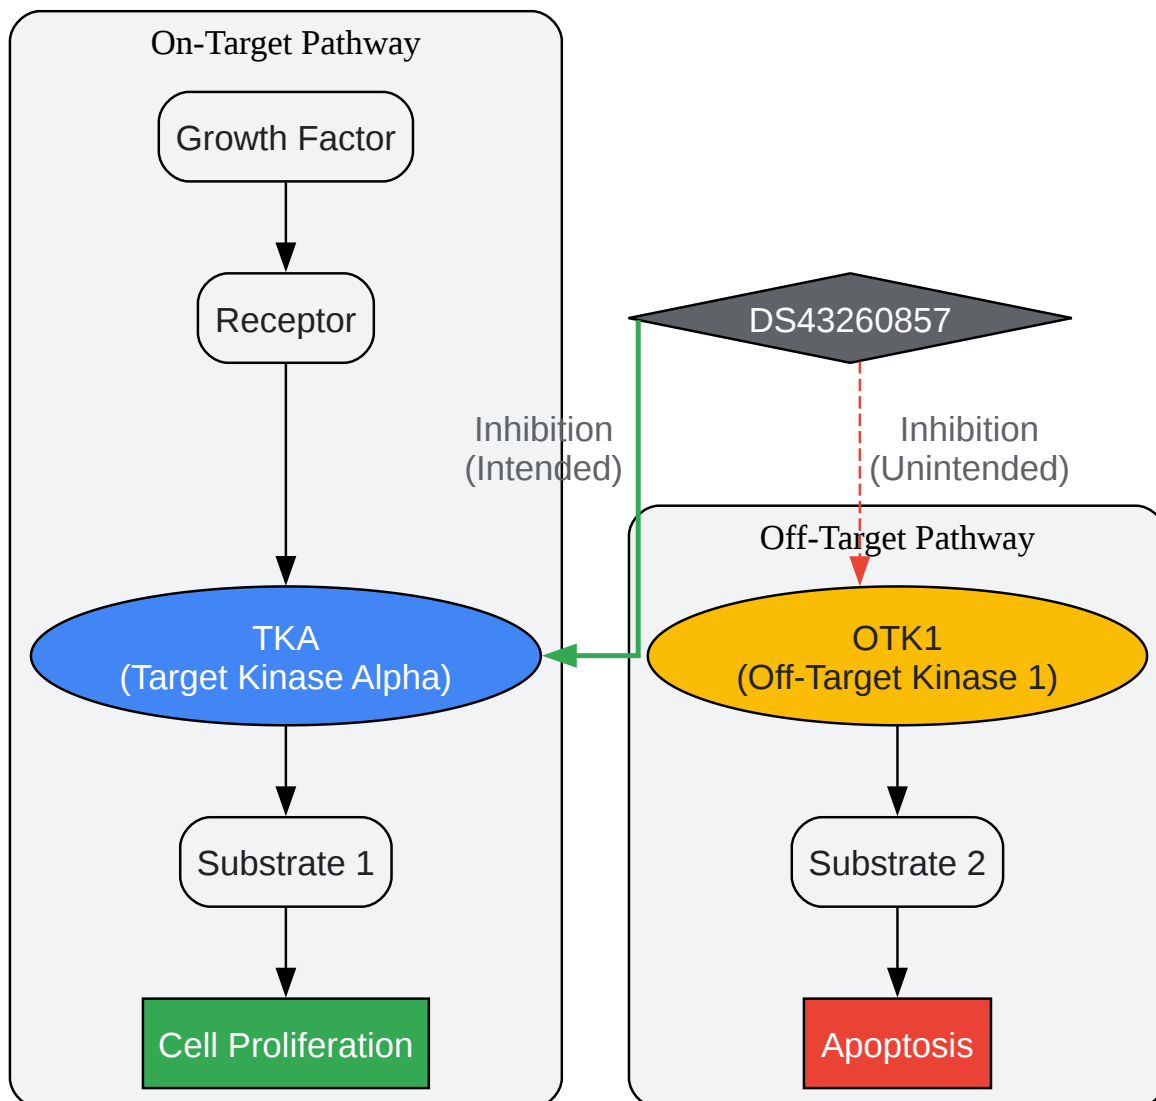 On-Target Pathway
Growth Factor
Receptor
DS43260857
Inhibition
(Intended)
Inhibition
(Unintended)
Off-Target Pathway
TKA
(Target Kinase Alpha)
OTK1
(Off-Target Kinase 1)
Substrate 1
Substrate 2
Cell Proliferation
Apoptosis